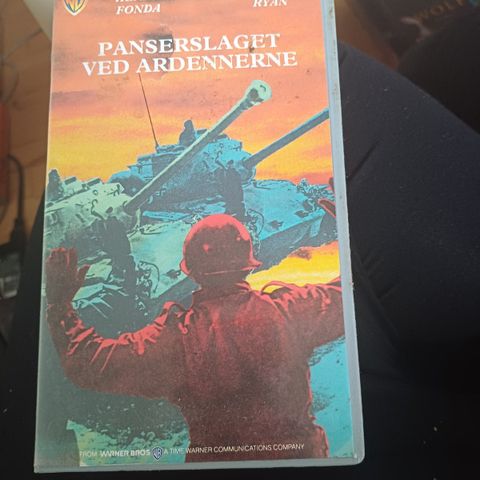 FONDA
RYAN
PANSERSLAGET
VED ARDENNERNE
FROM WARNER BROS
A TIME WARNER COMMUNICATIONS COMPANY